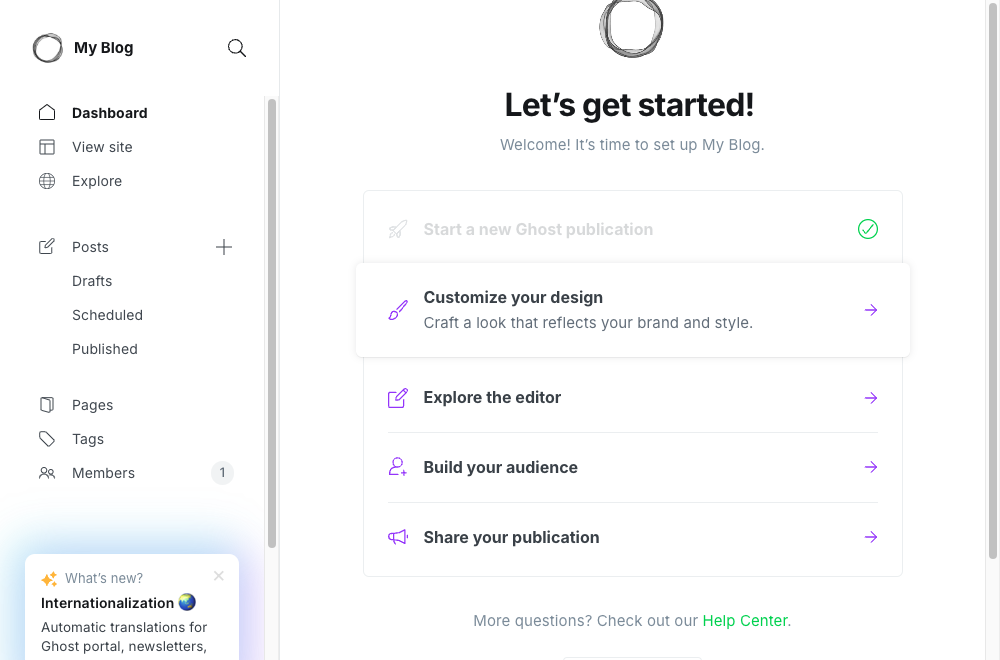 My Blog
Dashboard
View site
Explore
Posts
Drafts
Scheduled
Published
Pages
Tags
Members
1
What's new?
Internationalization 🌏
Automatic translations for
Ghost portal, newsletters,
Let's get started!
Welcome! It's time to set up My Blog.
Start a new Ghost publication
Customize your design
Craft a look that reflects your brand and style.
Explore the editor
Build your audience
Share your publication
More questions? Check out our Help Center.